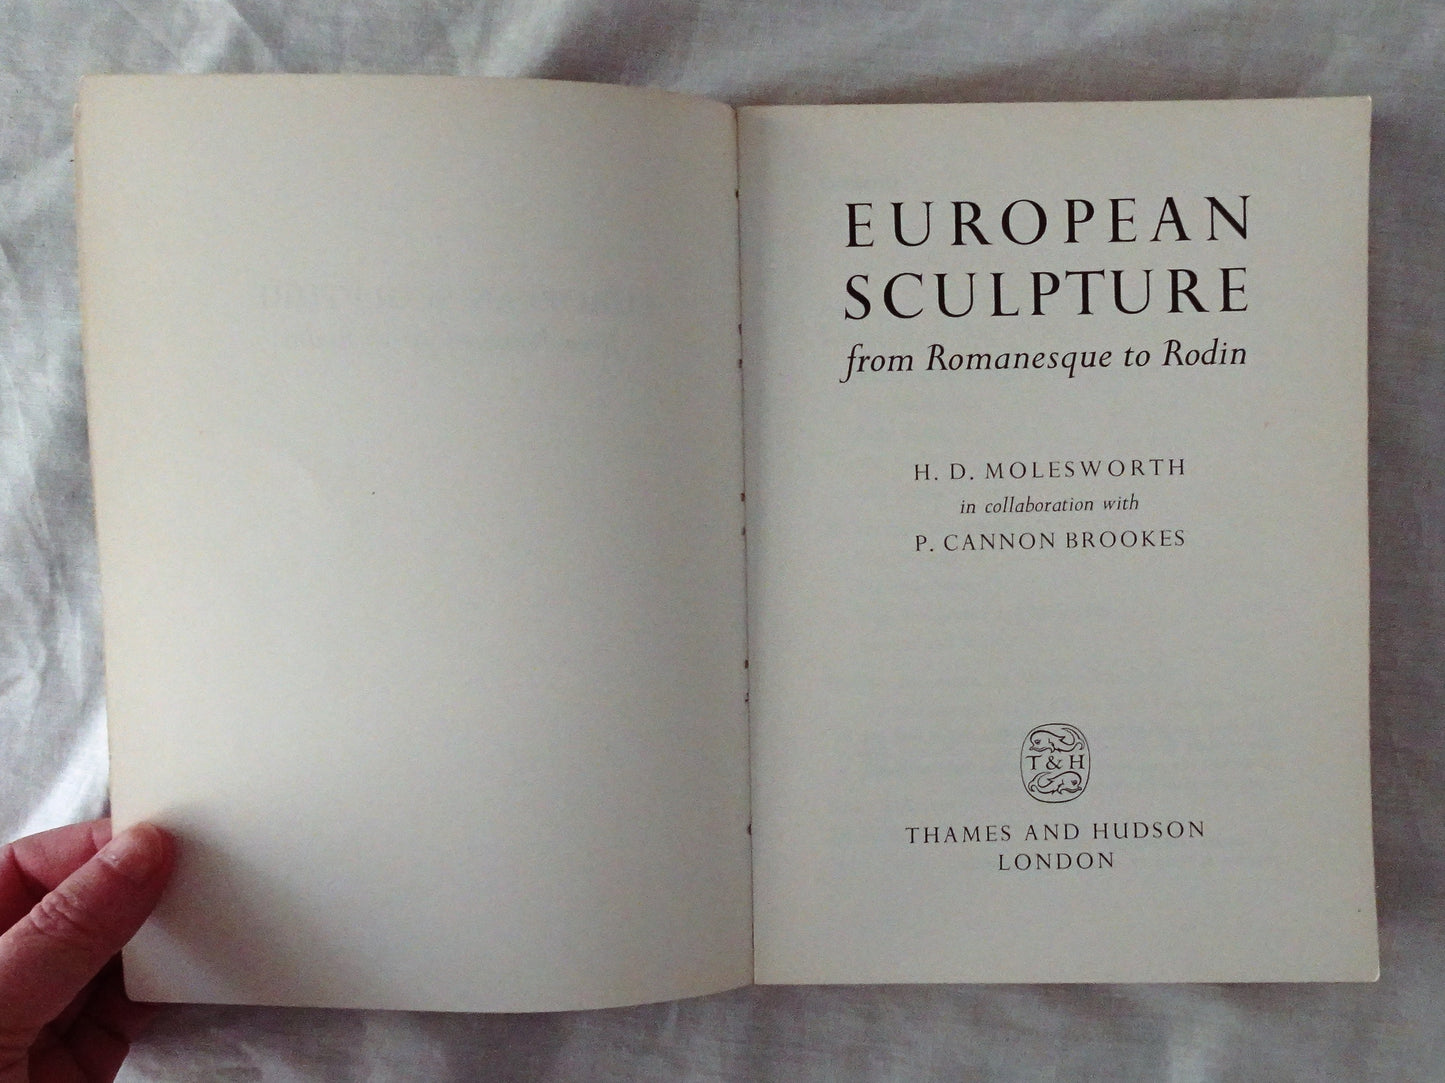 EUROPEAN
SCULPTURE
from Romanesque to Rodin
H. D. MOLESWORTH
in collaboration with
P. CANNON BROOKES
T & H
THAMES AND HUDSON
LONDON